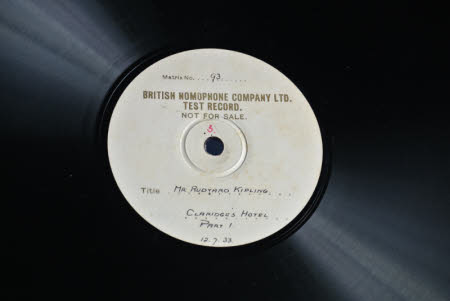 Matrix No. ....93......
BRITISH HOMOPHONE COMPANY LTD.
TEST RECORD.
NOT FOR SALE.
Title MR RUDYARD KIPLING. . .
CLARIDGES HOTEL. .
PART 1
12.7.33